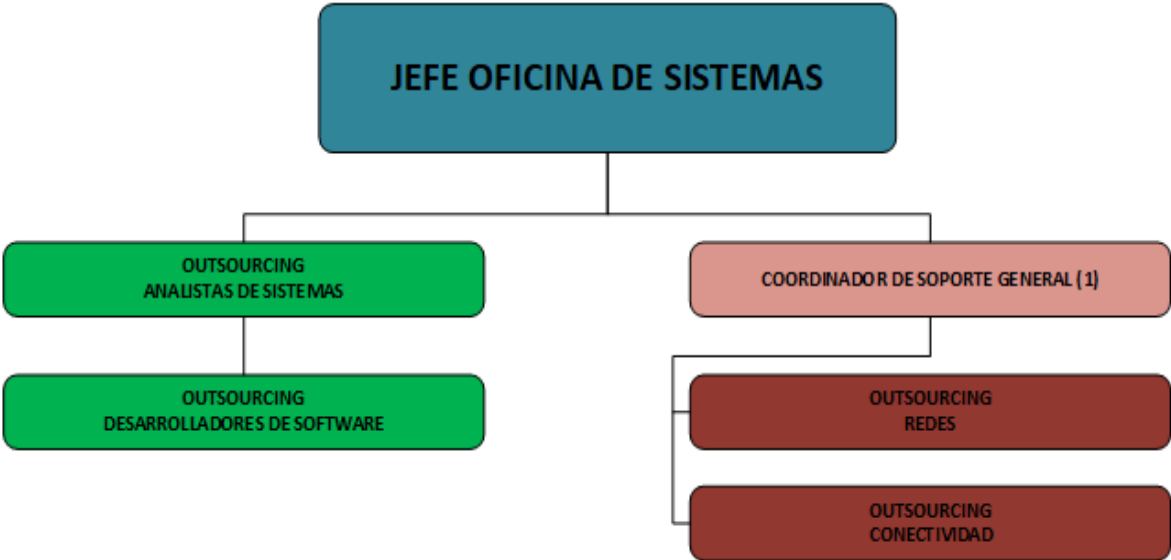 JEFE OFICINA DE SISTEMAS
OUTSOURCING
ANALISTAS DE SISTEMAS
COORDINADOR DE SOPORTE GENERAL (1)
OUTSOURCING
DESARROLLADORES DE SOFTWARE
OUTSOURCING
REDES
OUTSOURCING
CONECTIVIDAD